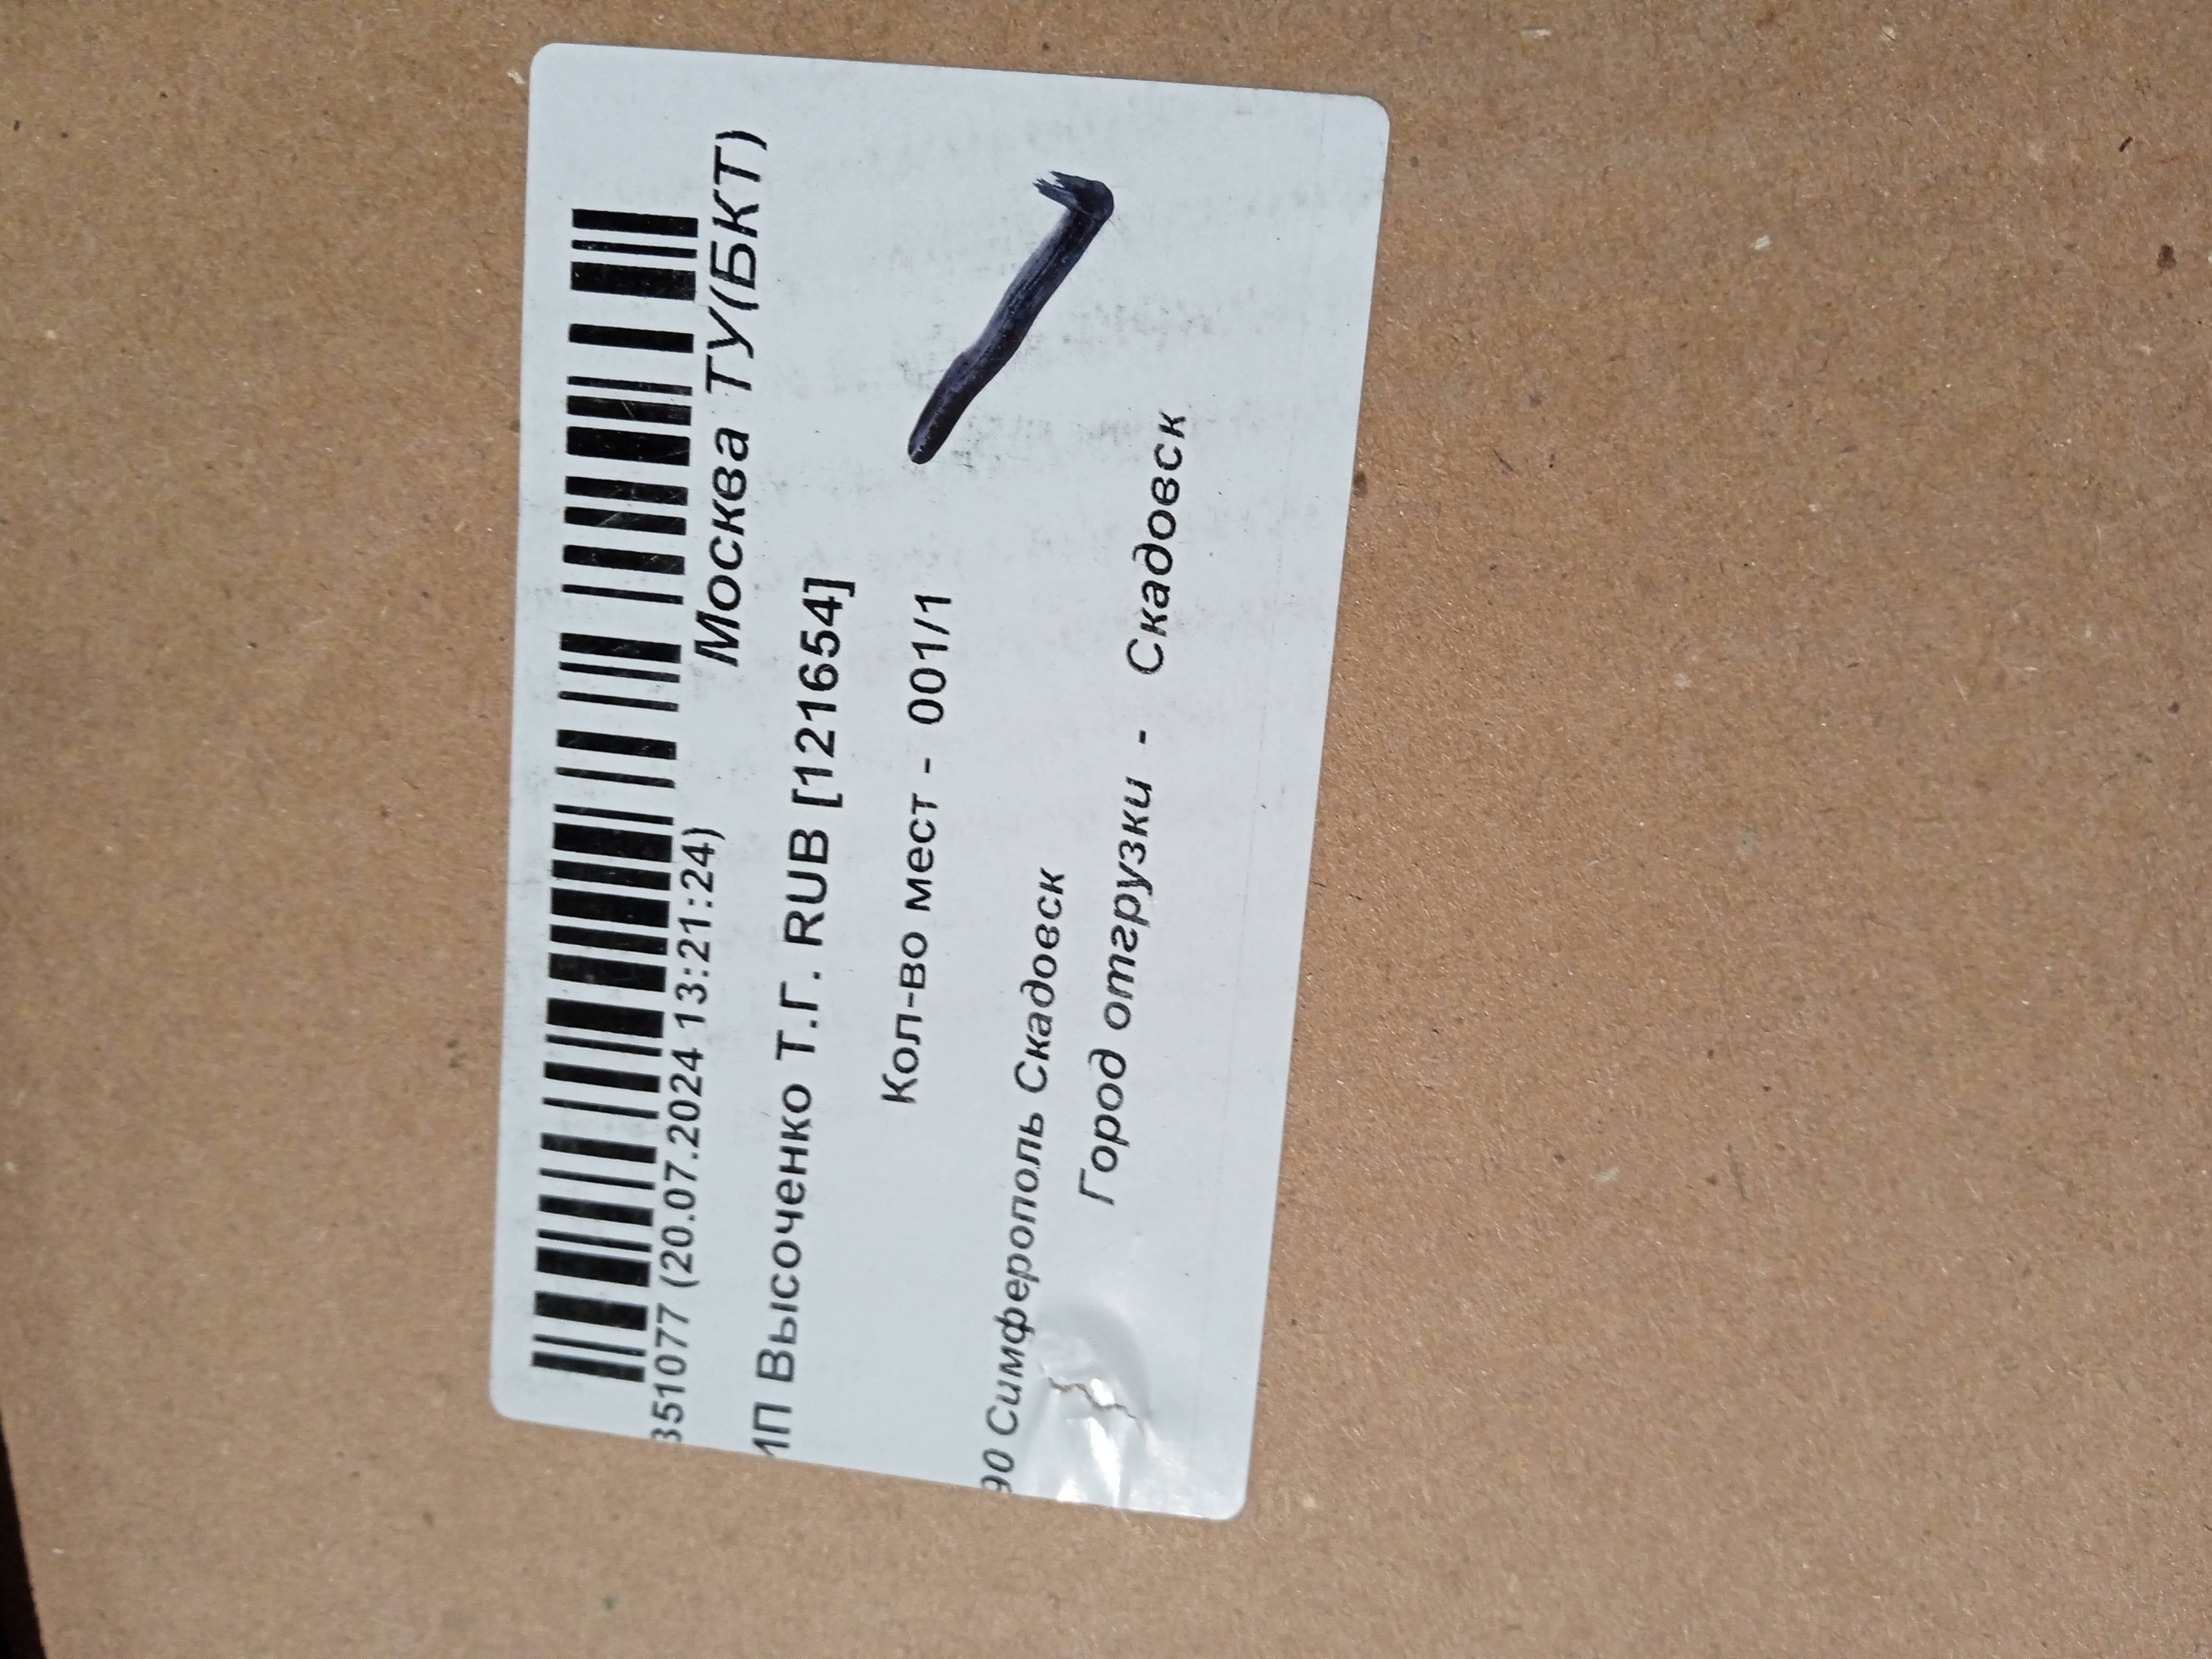 351077 (20.07.2024 13:21:24)
Москва ТУ(БКТ)
ИП Высоченко Т.Г. RUB [121654]
Кол-во мест - 001/1
1
90 Симферополь Скадовск
Город отгрузки - Скадовск